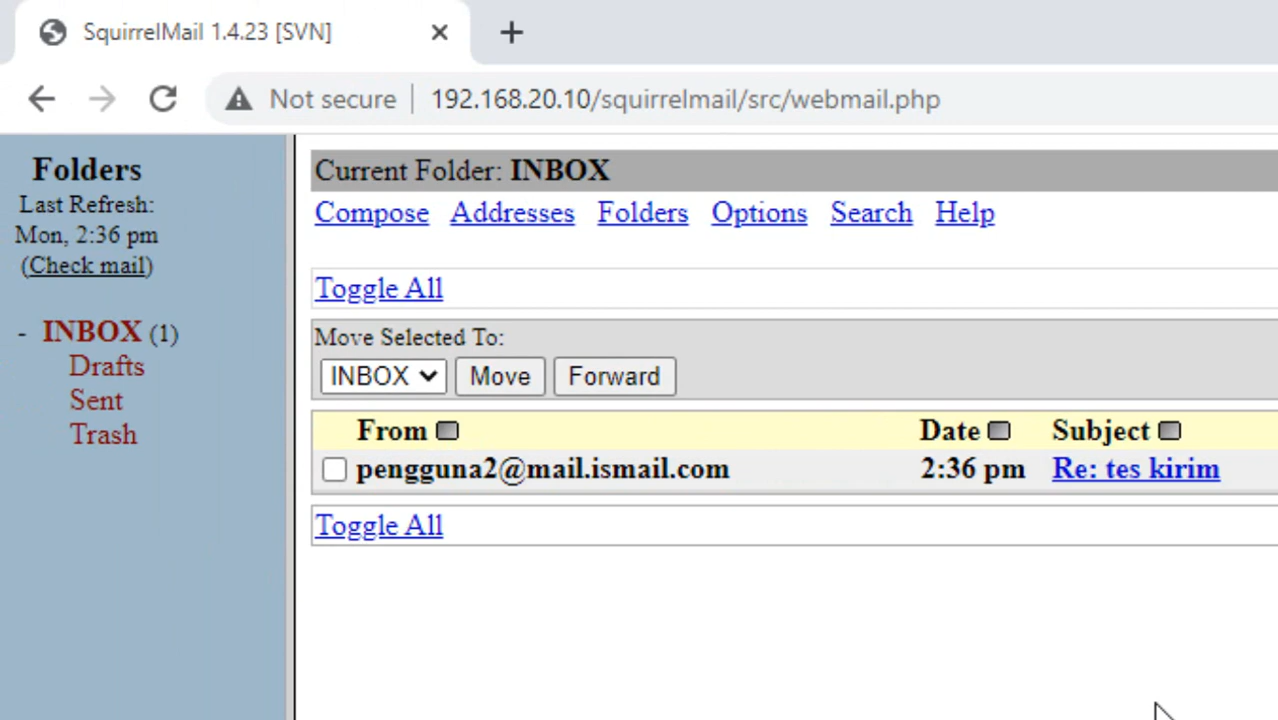 SquirrelMail 1.4.23 [SVN]
Not secure 192.168.20.10/squirrelmail/src/webmail.php
Folders
Last Refresh:
Mon, 2:36 pm
(Check mail)
- INBOX (1)
Drafts
Sent
Trash
Current Folder: INBOX
Compose Addresses Folders Options Search Help
Toggle All
Move Selected To:
INBOX Move Forward
From Date Subject
pengguna2@mail.ismail.com 2:36 pm Re: tes kirim
Toggle All